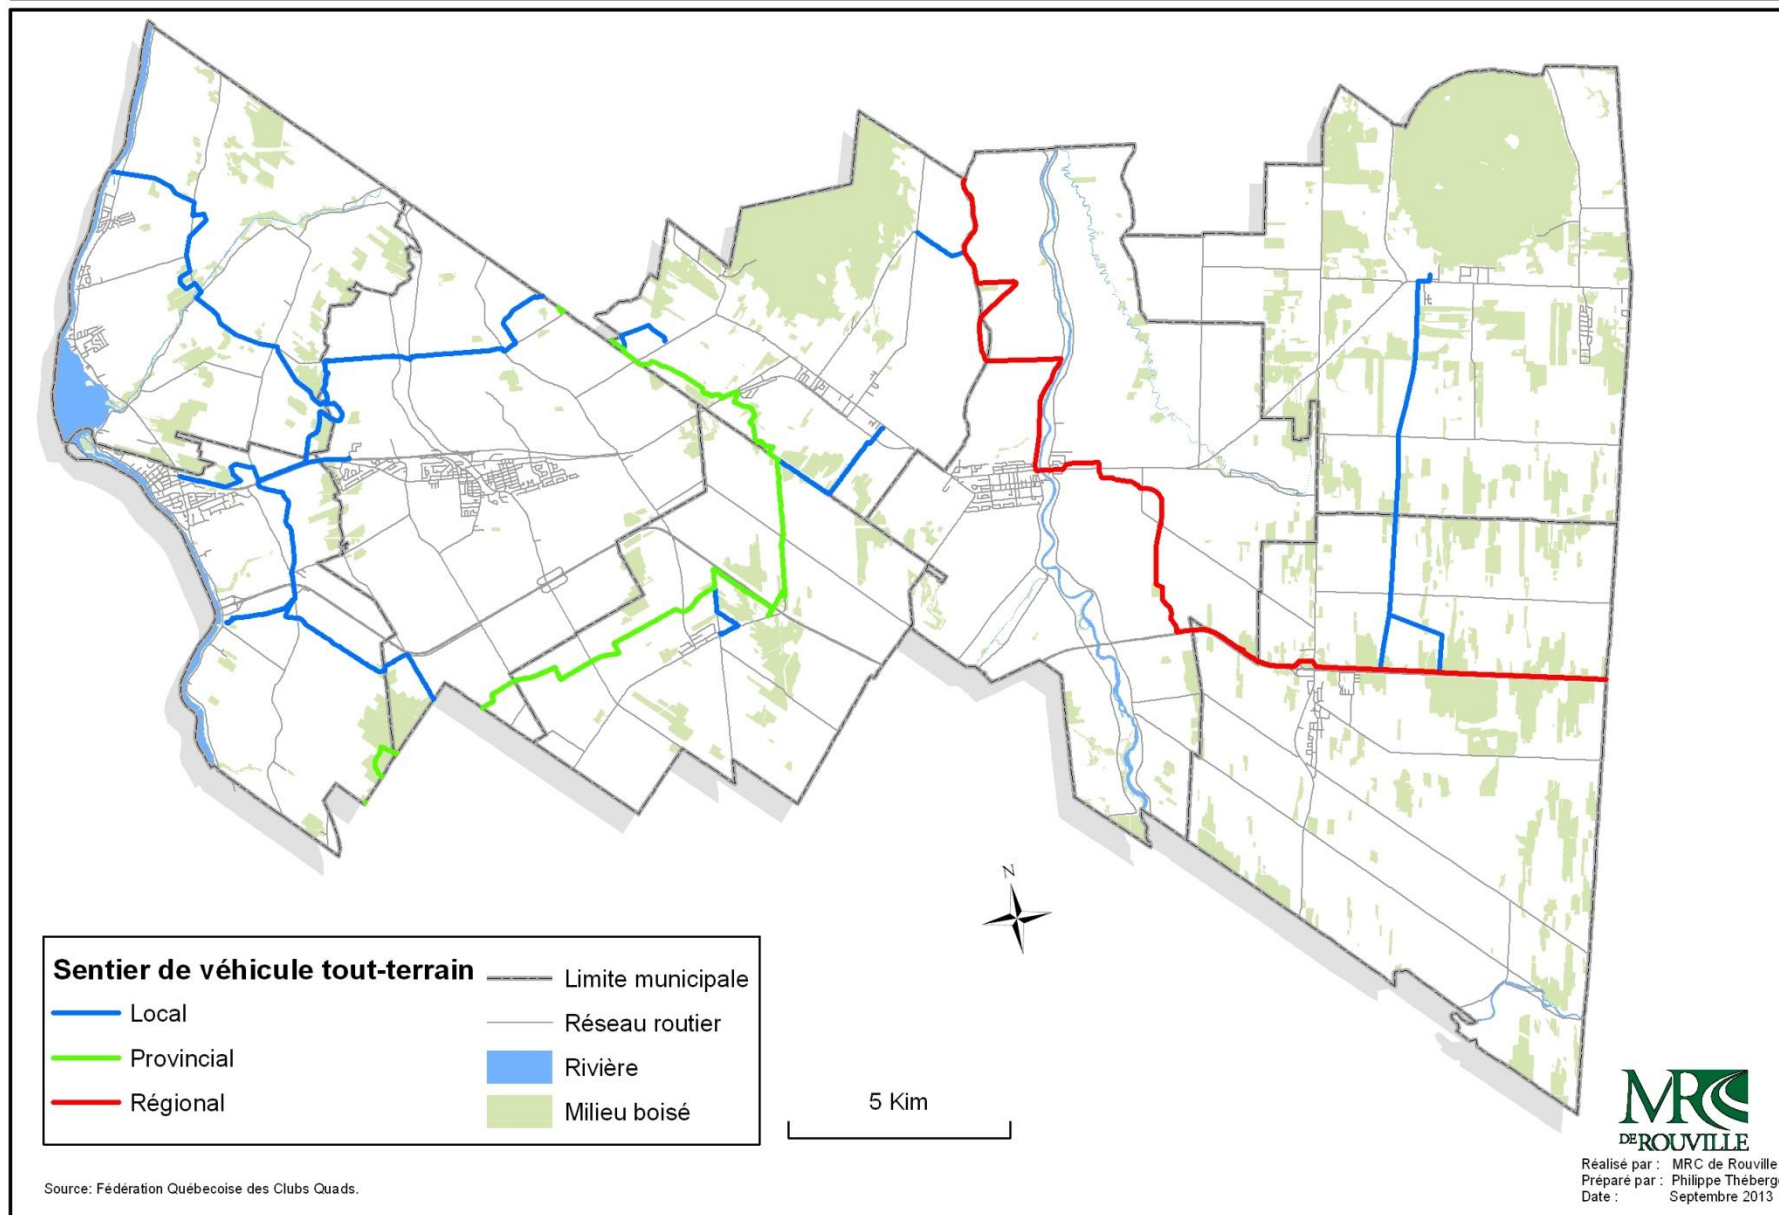 N
Sentier de véhicule tout-terrain
Local
Provincial
Régional
Limite municipale
Réseau routier
Rivière
Milieu boisé
5 Kim
Source: Fédération Québecoise des Clubs Quads.
MRC
DE ROUVILLE
Réalisé par : MRC de Rouville
Préparé par : Philippe Théberge
Date : Septembre 2013